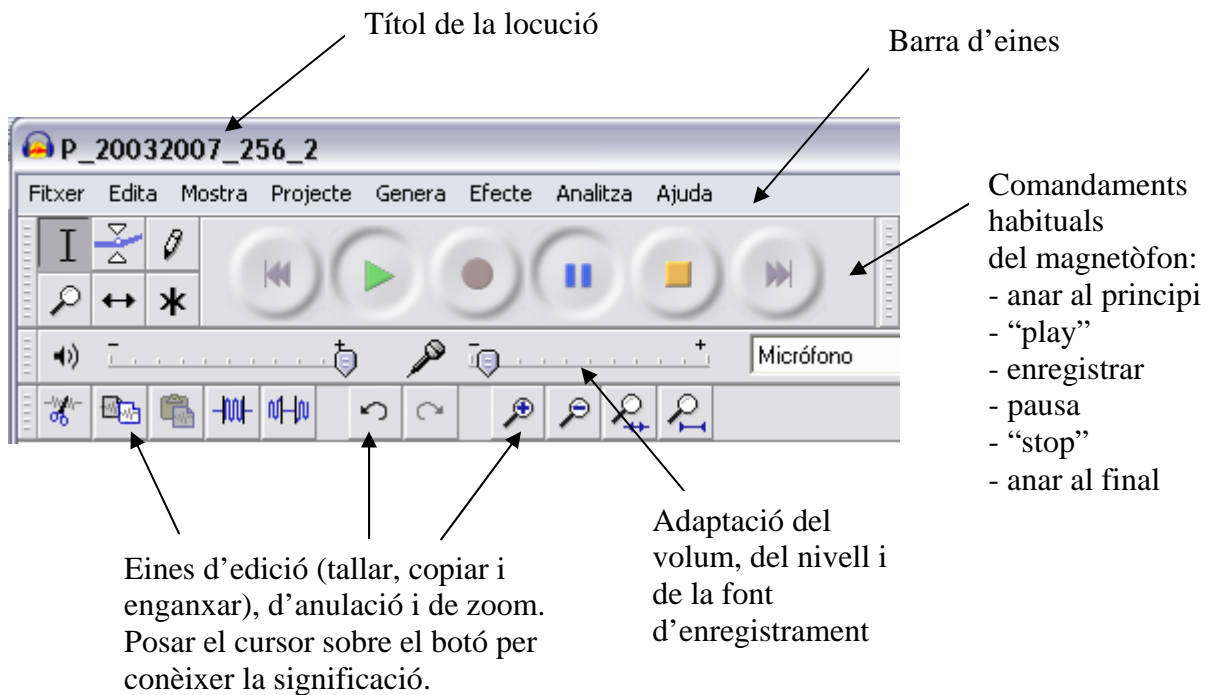 Títol de la locució
Barra d’eines
P_20032007_256_2
Fitxer Edita Mostra Projecte Genera Efecte Analitza Ajuda
Comandaments
habituals
del magnetòfon:
- anar al principi
- “play”
- enregistrar
- pausa
- “stop”
- anar al final
Micrófono
Adaptació del
volum, del nivell i
de la font
d’enregistrament
Eines d’edició (tallar, copiar i
enganxar), d’anulació i de zoom.
Posar el cursor sobre el botó per
conèixer la significació.